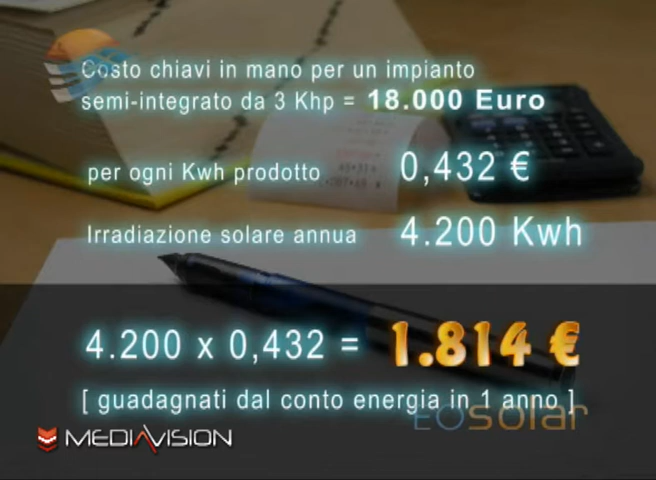 Costo chiavi in mano per un impianto
semi-integrato da 3 Khp = 18.000 Euro
per ogni Kwh prodotto 0,432 €
Irradiazione solare annua 4.200 Kwh
4.200 x 0,432 = 1.814 €
[ guadagnati dal conto energia in 1 anno ]
EOSolar
MEDIAVISION